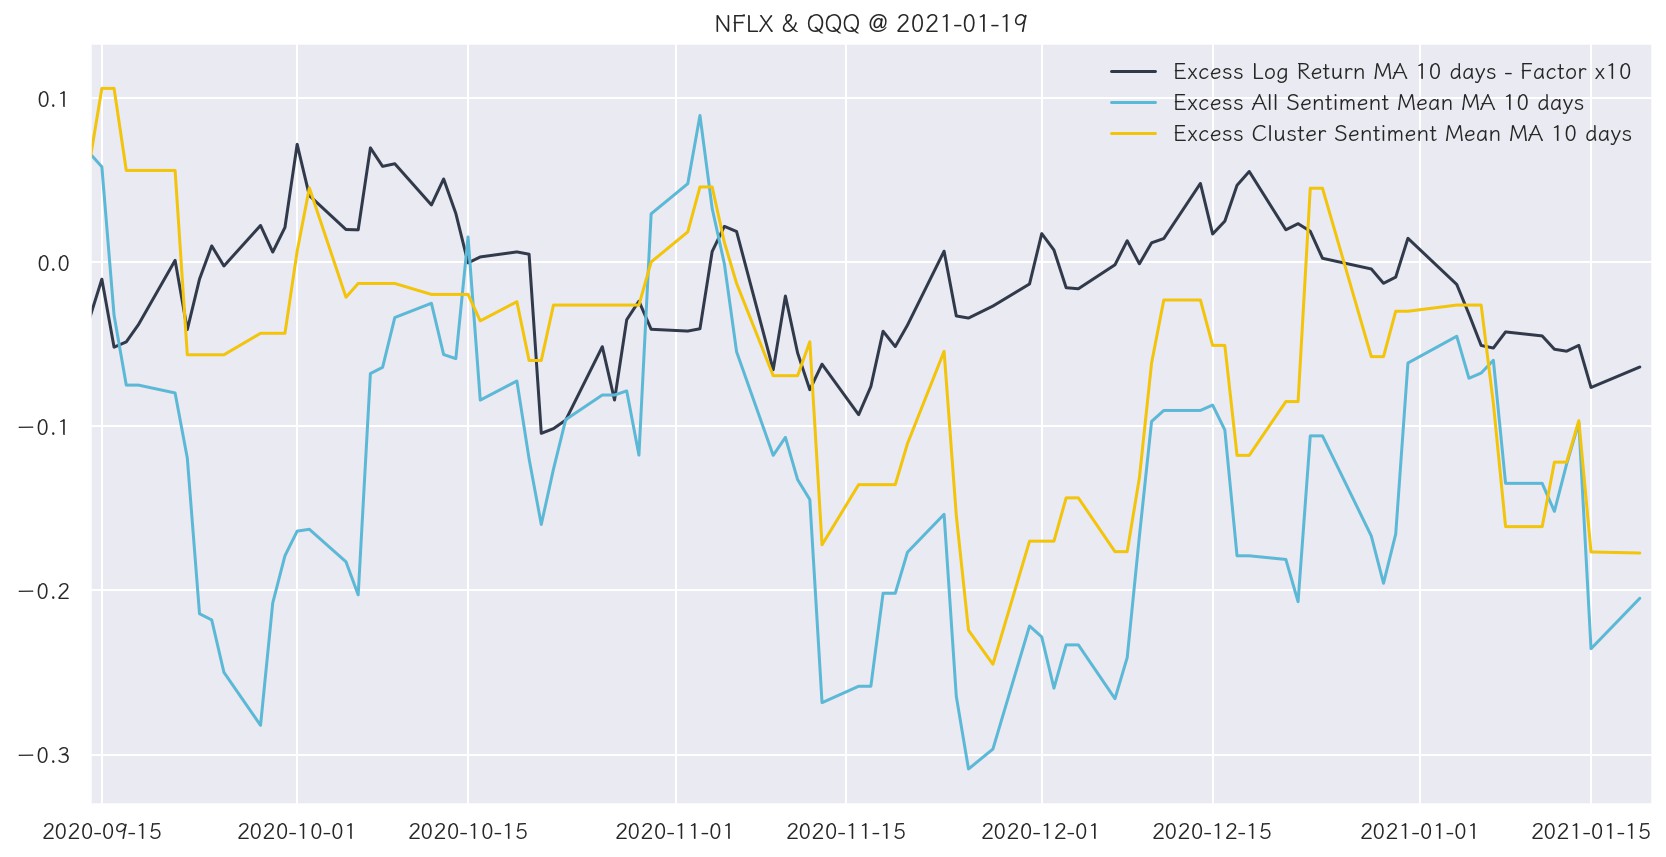 NFLX & QQQ @ 2021-01-19
Excess Log Return MA 10 days - Factor x10
Excess All Sentiment Mean MA 10 days
Excess Cluster Sentiment Mean MA 10 days
0.1
0.0
−0.1
−0.2
−0.3
2020-09-15 2020-10-01 2020-10-15 2020-11-01 2020-11-15 2020-12-01 2020-12-15 2021-01-01 2021-01-15